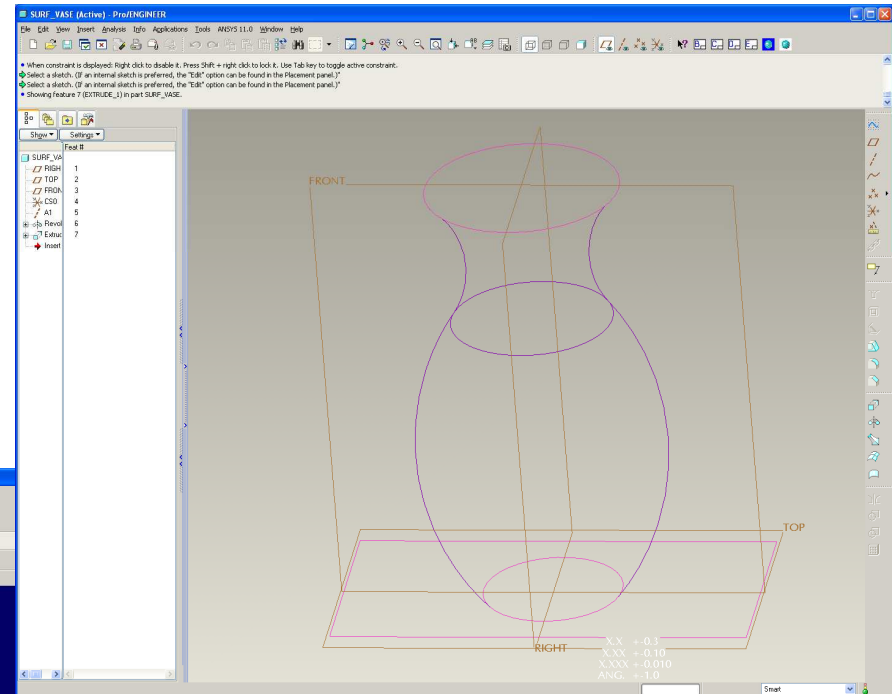 SURF_VASE (Active) - Pro/ENGINEER
File Edit View Insert Analysis Info Applications Tools ANSYS 11.0 Window Help
• When constraint is displayed: Right click to disable it. Press Shift + right click to lock it. Use Tab key to toggle active constraint.
Select a sketch. (If an internal sketch is preferred, the "Edit" option can be found in the Placement panel.)"
Select a sketch. (If an internal sketch is preferred, the "Edit" option can be found in the Placement panel.)"
• Showing feature 7 (EXTRUDE_1) in part SURF_VASE.
Show Settings
Feat #
SURF_VA
RIGH 1
TOP 2
FRON 3
CS0 4
A1 5
Revol 6
Extruc 7
Insert
FRONT
TOP
RIGHT
X.X +-0.3
X.XX +-0.10
X.XXX +-0.010
ANG. +-1.0
Smart